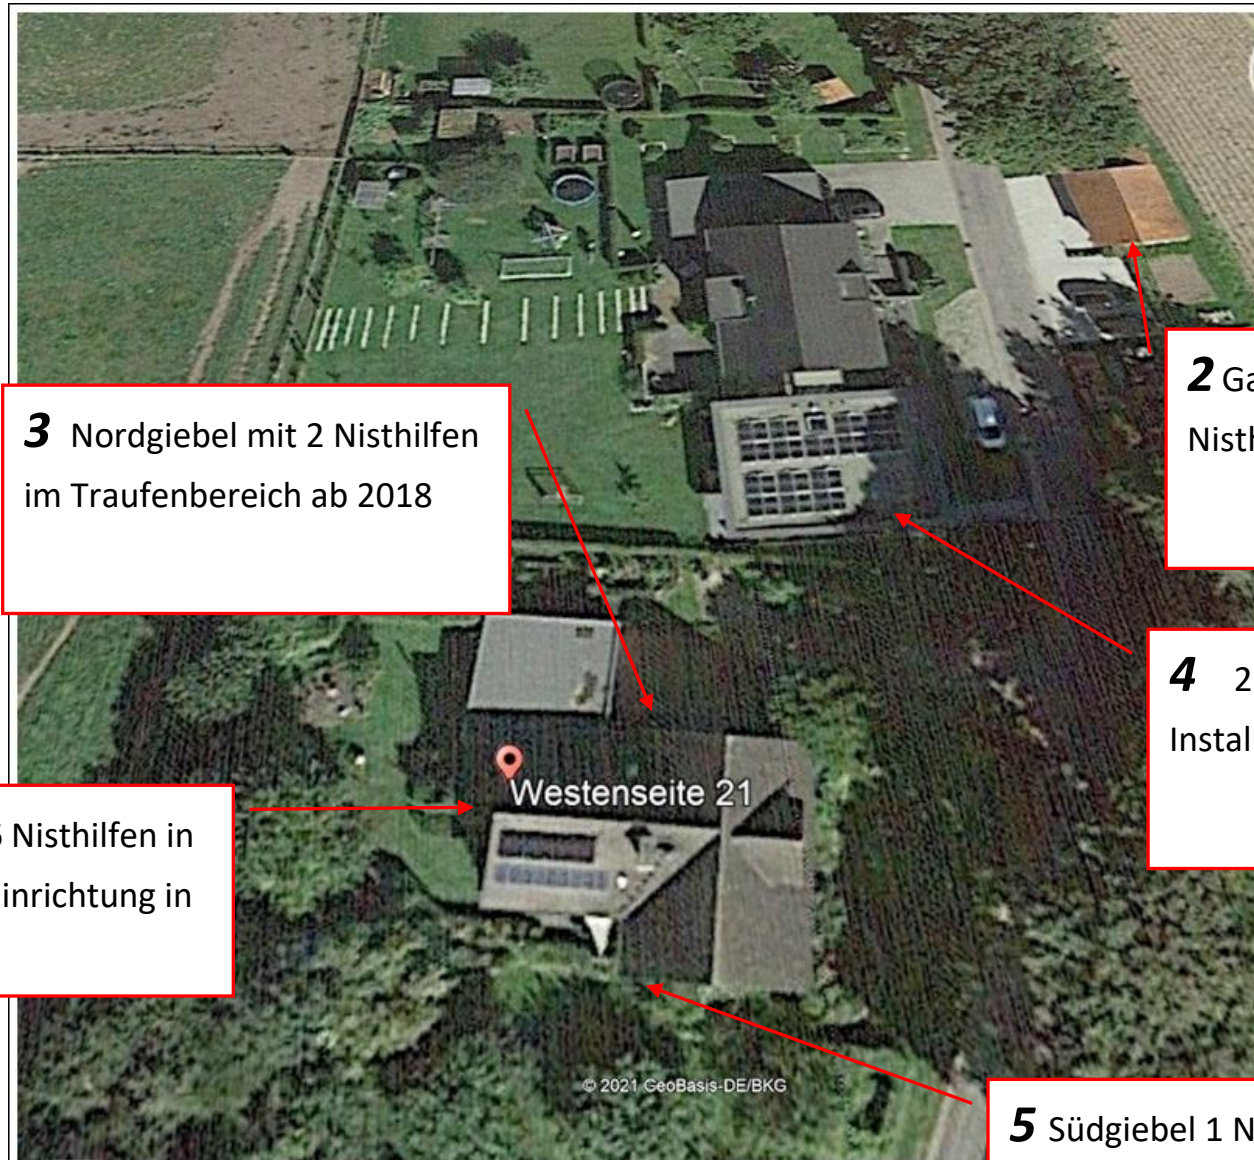 2 Ga
Nisth
3 Nordgiebel mit 2 Nisthilfen
im Traufenbereich ab 2018
4 2
Instal
Westenseite 21
Nisthilfen in
inrichtung in
© 2021 GeoBasis-DE/BKG
5 Südgiebel 1 N